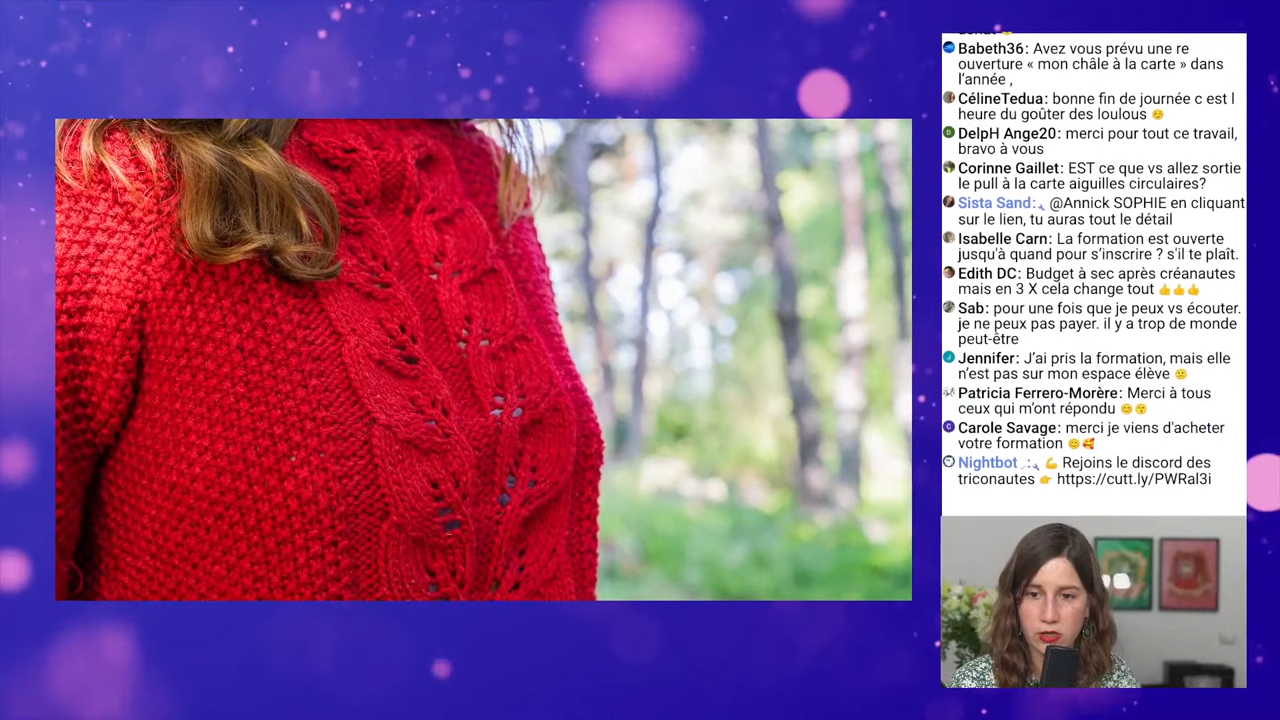 Babeth36: Avez vous prévu une re
ouverture « mon châle à la carte » dans
l'année ,
CélineTedua: bonne fin de journée c est l
heure du goûter des loulous ☺️
DelpH Ange20: merci pour tout ce travail,
bravo à vous
Corinne Gaillet: EST ce que vs allez sortie
le pull à la carte aiguilles circulaires?
Sista Sand: @Annick SOPHIE en cliquant
sur le lien, tu auras tout le détail
Isabelle Carn: La formation est ouverte
jusqu'à quand pour s'inscrire ? s'il te plaît.
Edith DC: Budget à sec après créanautes
mais en 3 X cela change tout 👍👍👍
Sab: pour une fois que je peux vs écouter.
je ne peux pas payer. il y a trop de monde
peut-être
Jennifer: J'ai pris la formation, mais elle
n'est pas sur mon espace élève 😕
Patricia Ferrero-Morère: Merci à tous
ceux qui m'ont répondu 😊😙
Carole Savage: merci je viens d'acheter
votre formation 😊🥰
Nightbot: 💪 Rejoins le discord des
triconautes 👉 https://cutt.ly/PWRal3i